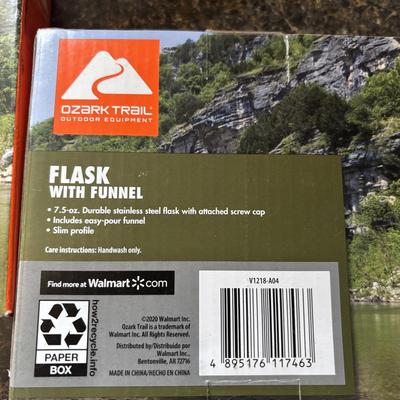 OZARK TRAIL
OUTDOOR EQUIPMENT
FLASK
WITH FUNNEL
• 7.5-oz. Durable stainless steel flask with attached screw cap
• Includes easy-pour funnel
• Slim profile
Care instructions: Handwash only.
Find more at Walmart.com
how2recycle.info
PAPER
BOX
©2020 Walmart Inc.
Ozark Trail is a trademark of
Walmart Inc. All Rights Reserved.
Distributed by/Distribuido por
Walmart Inc.,
Bentonville, AR 72716
MADE IN CHINA/HECHO EN CHINA
V1218-A04
4 895176 117463